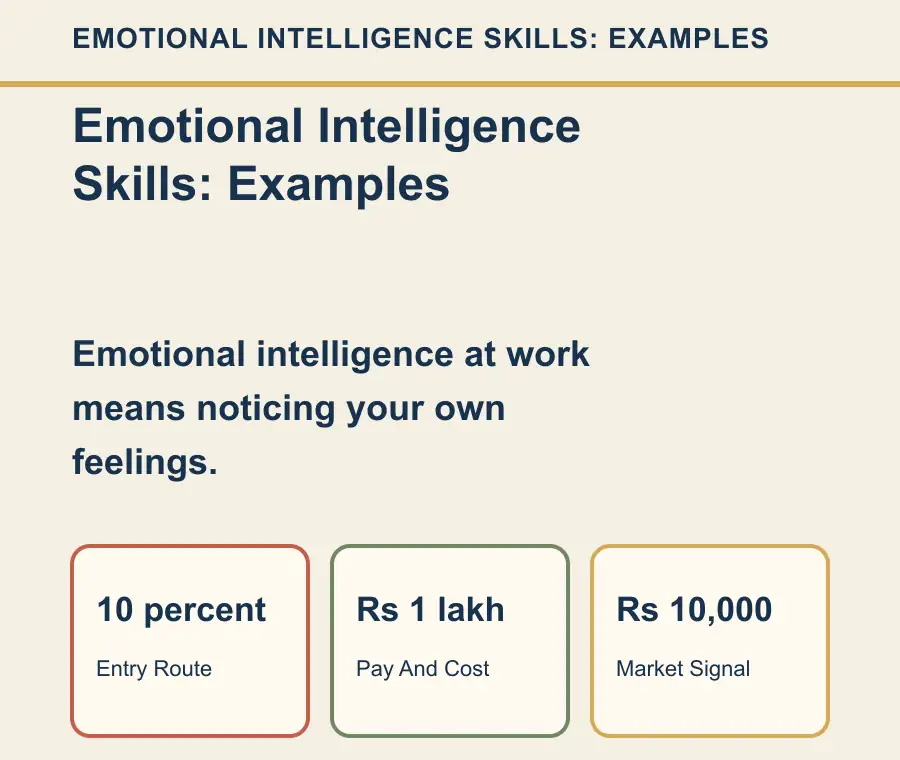 EMOTIONAL INTELLIGENCE SKILLS: EXAMPLES
Emotional Intelligence
Skills: Examples
Emotional intelligence at work
means noticing your own
feelings.
10 percent
Entry Route
Rs 1 lakh
Pay And Cost
Rs 10,000
Market Signal